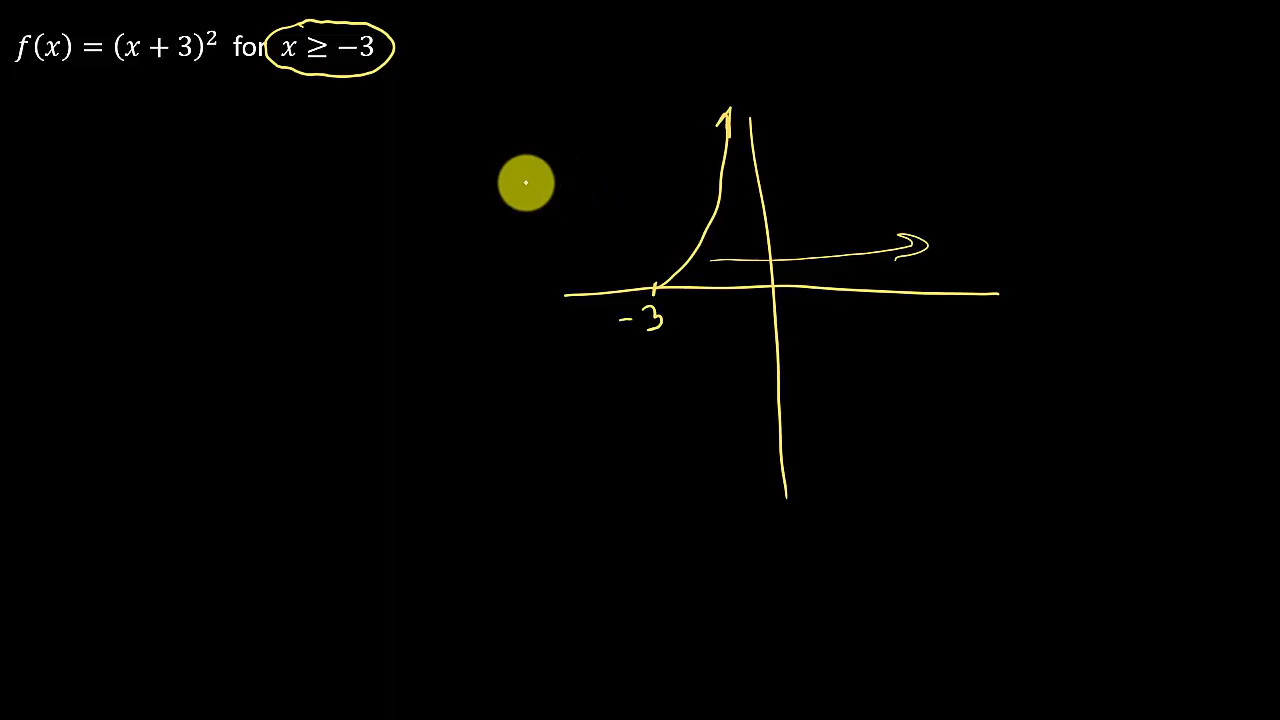 f(x) = (x + 3)² for x ≥ −3
-3